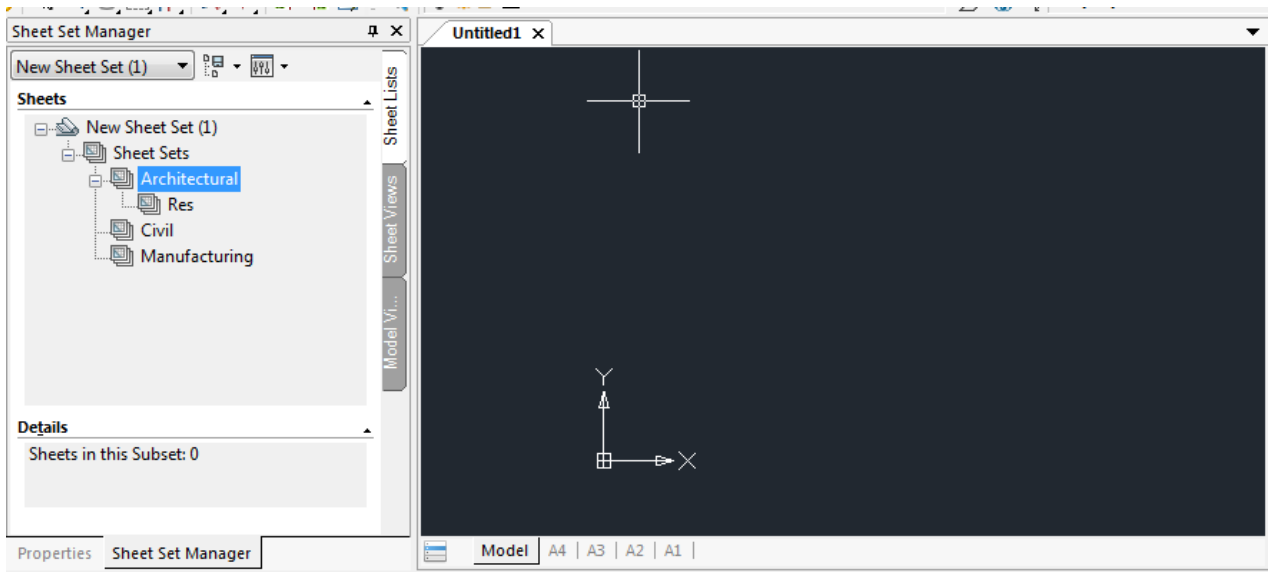 Sheet Set Manager
New Sheet Set (1)
Sheets
New Sheet Set (1)
Sheet Sets
Architectural
Res
Civil
Manufacturing
Details
Sheets in this Subset: 0
Properties Sheet Set Manager
Sheet Lists
Sheet Views
Model Vi...
Untitled1
Y
X
Model A4 | A3 | A2 | A1 |